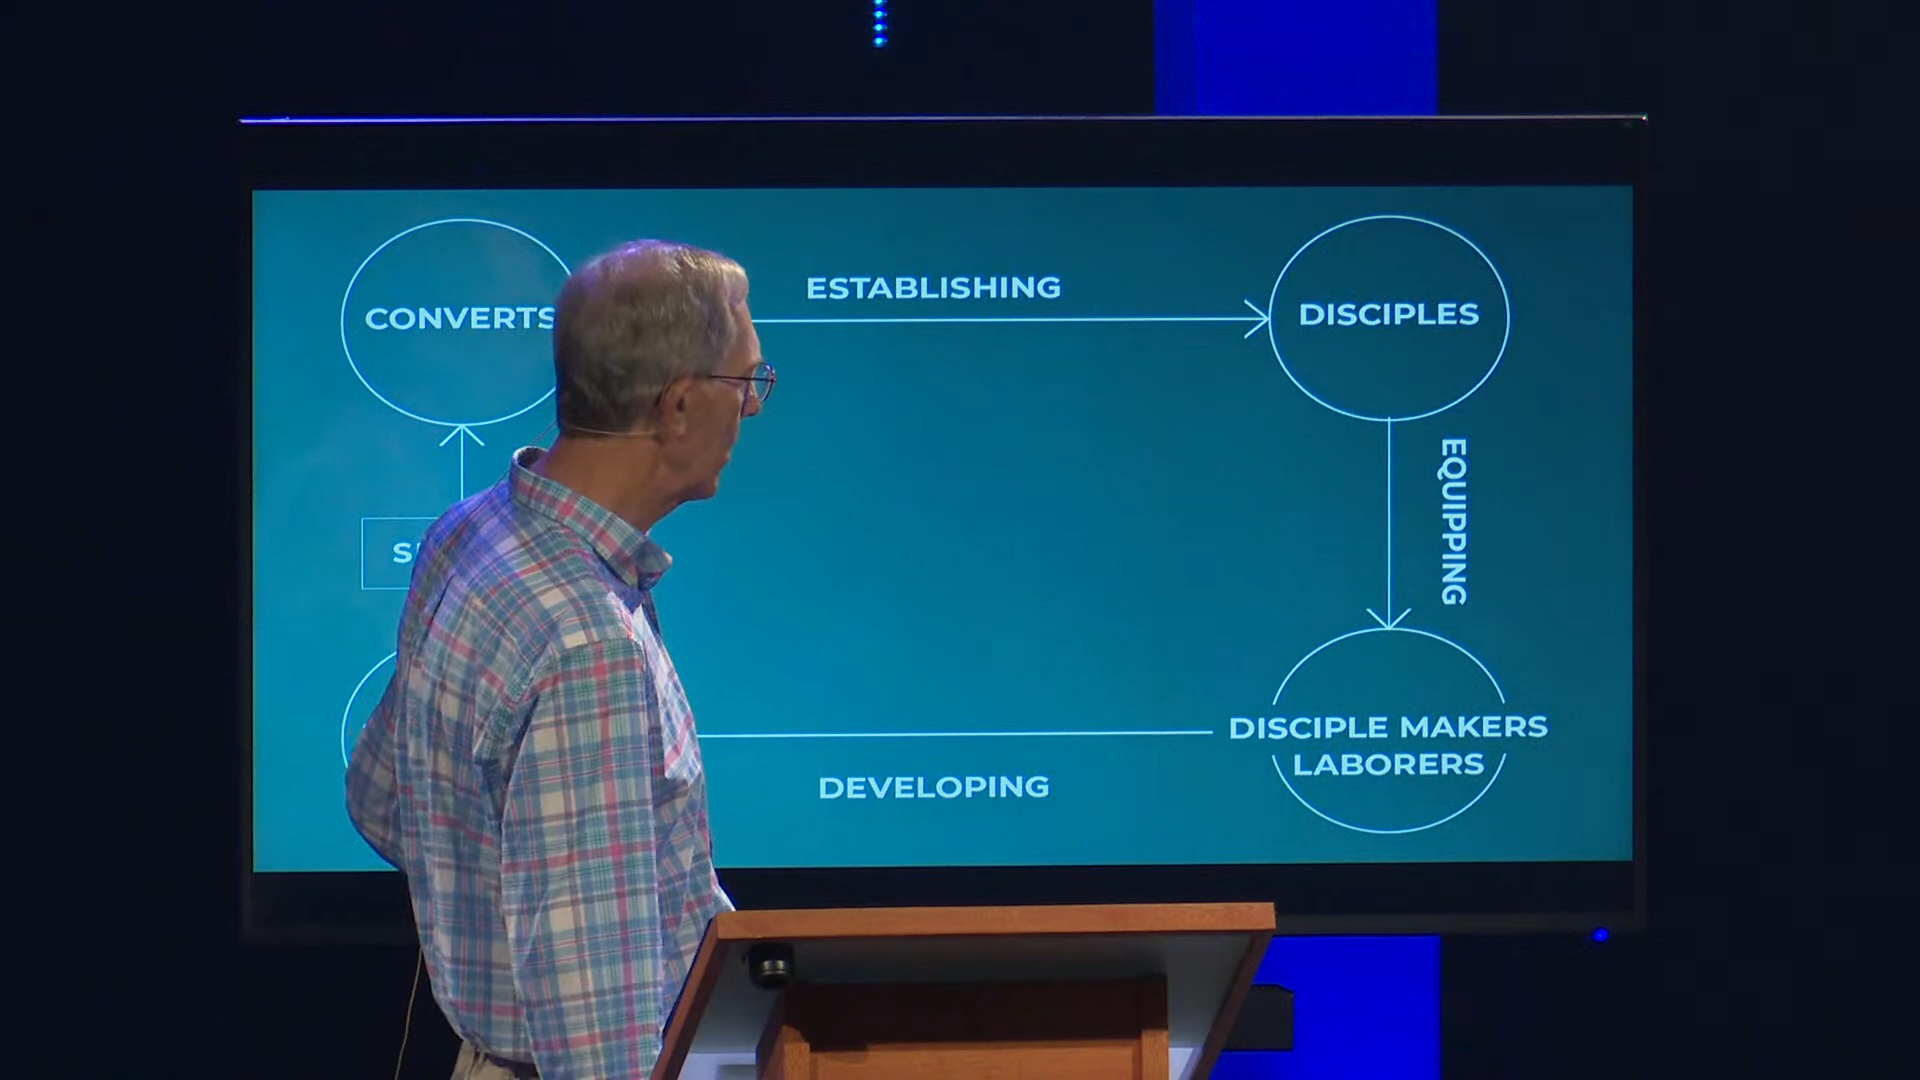 CONVERTS
ESTABLISHING
DISCIPLES
EQUIPPING
DISCIPLE MAKERS
LABORERS
DEVELOPING